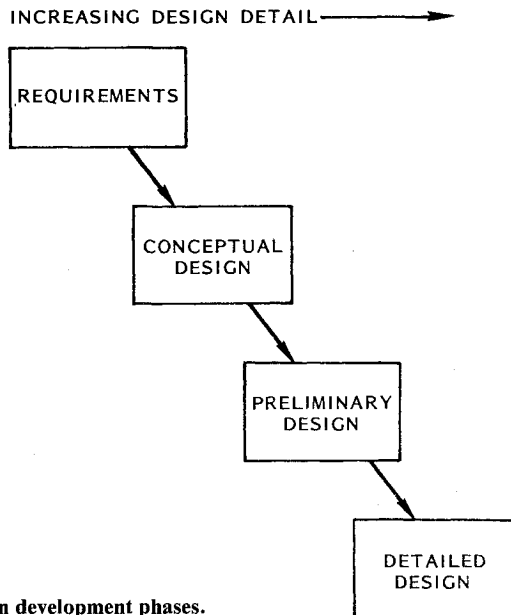 INCREASING DESIGN DETAIL
REQUIREMENTS
CONCEPTUAL
DESIGN
PRELIMINARY
DESIGN
DETAILED
DESIGN
development phases.